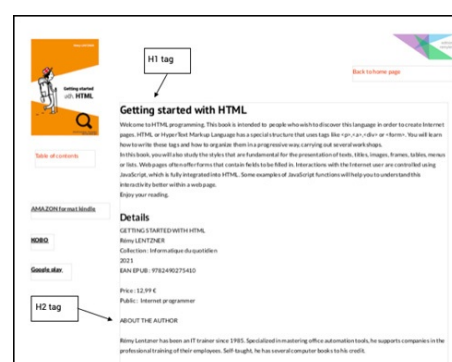 H1 tag
Back to home page
Getting started
with HTML
Getting started with HTML
Welcome to HTML programming. This book is intended to people who wish to discover this language in order to create Internet
pages. HTML or HyperText Markup Language has a special structure that uses tags like <p>,<a>,<div> or <form>. You will learn
how to write these tags and how to organize them in a progressive way, carrying out several workshops.
Table of contents
In this book, you will also study the styles that are fundamental for the presentation of texts, titles, images, frames, tables, menus
or lists. Web pages often offer forms that contain fields to be filled in. Interactions with the Internet user are controlled using
JavaScript, which is fully integrated into HTML. Some examples of JavaScript functions will help you to understand this
interactivity better within a web page.
Enjoy your reading.
AMAZON format kindle
Details
GETTING STARTED WITH HTML
Rémy LENTZNER
KOBO
Collection : Informatique du quotidien
2021
EAN EPUB : 9782490275410
Google play
Price : 12.99 €
Public : Internet programmer
H2 tag
ABOUT THE AUTHOR
Rémy Lentzner has been an IT trainer since 1985. Specialized in mastering office automation tools, he supports companies in the
professional training of their employees. Self-taught, he has several computer books to his credit.